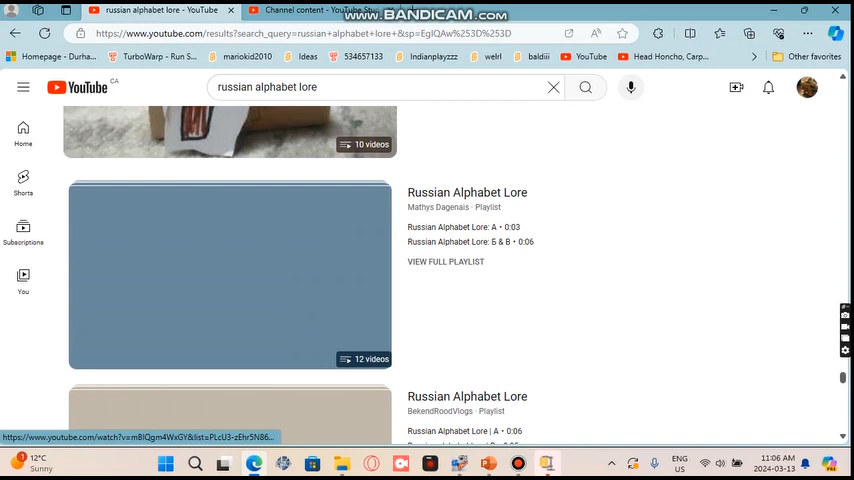 russian alphabet lore - YouTube
Channel content - YouTube Stu
WWW.BANDICAM.COM
https://www.youtube.com/results?search_query=russian+alphabet+lore+&sp=EgIQAw%253D%253D
Homepage - Durha...
TurboWarp - Run S...
mariokid2010
Ideas
534657133
Indianplayzzz
welrl
baldiii
YouTube
Head Honcho, Carp...
Other favorites
YouTube CA
russian alphabet lore
10 videos
Home
Shorts
Subscriptions
You
Russian Alphabet Lore
Mathys Dagenais · Playlist
Russian Alphabet Lore: А • 0:03
Russian Alphabet Lore: Б & В • 0:06
VIEW FULL PLAYLIST
12 videos
Russian Alphabet Lore
BekendRoodVlogs · Playlist
Russian Alphabet Lore | А • 0:06
https://www.youtube.com/watch?v=mBlQgm4WxGY&list=PLcU3-zEhr5N86...
12°C
Sunny
ENG
US
11:06 AM
2024-03-13